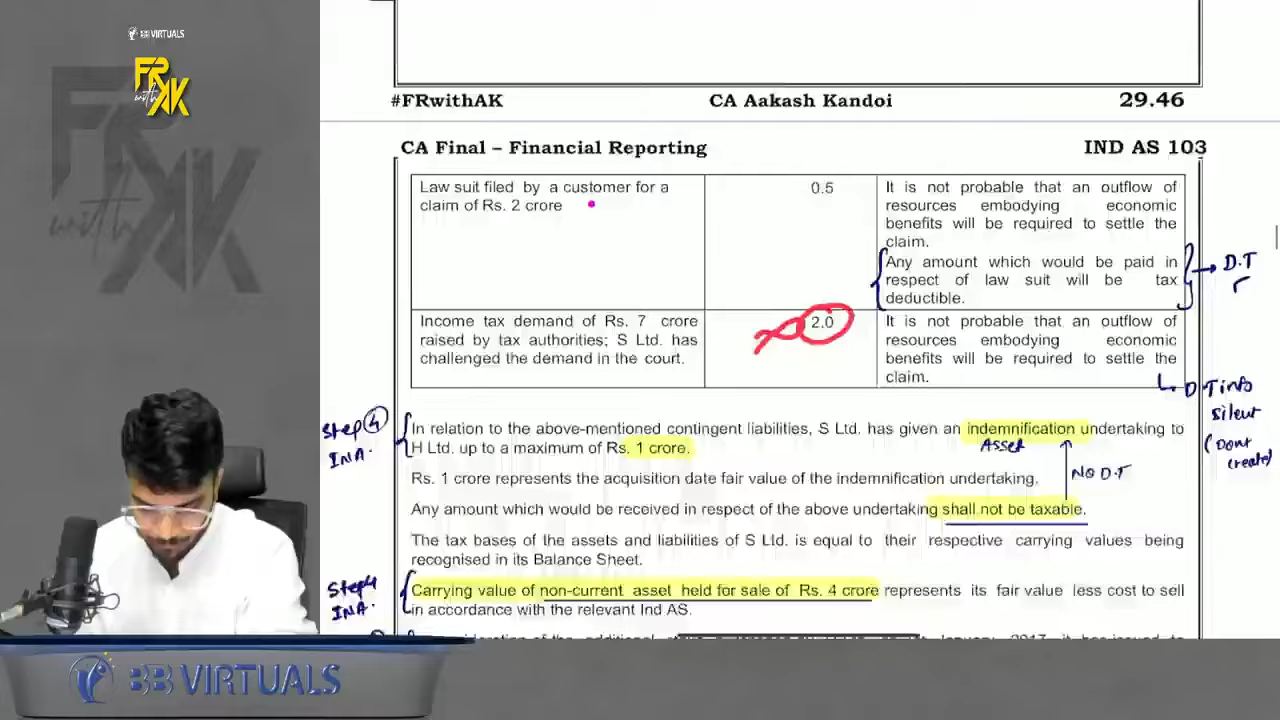 BB VIRTUALS
FR
with
AK
#FRwithAK CA Aakash Kandoi 29.46
CA Final – Financial Reporting IND AS 103
Law suit filed by a customer for a
claim of Rs. 2 crore
0.5
It is not probable that an outflow of
resources embodying economic
benefits will be required to settle the
claim.
Any amount which would be paid in
respect of law suit will be tax
deductible.
D.T
Income tax demand of Rs. 7 crore
raised by tax authorities; S Ltd. has
challenged the demand in the court.
2.0
It is not probable that an outflow of
resources embodying economic
benefits will be required to settle the
claim.
D T info
silent
(Dont
create)
Step 4
INA.
In relation to the above-mentioned contingent liabilities, S Ltd. has given an indemnification undertaking to
H Ltd. up to a maximum of Rs. 1 crore.
Asset
Rs. 1 crore represents the acquisition date fair value of the indemnification undertaking.
NO D.T
Any amount which would be received in respect of the above undertaking shall not be taxable.
The tax bases of the assets and liabilities of S Ltd. is equal to their respective carrying values being
recognised in its Balance Sheet.
Step4
INA.
Carrying value of non-current asset held for sale of Rs. 4 crore represents its fair value less cost to sell
in accordance with the relevant Ind AS.
BB VIRTUALS